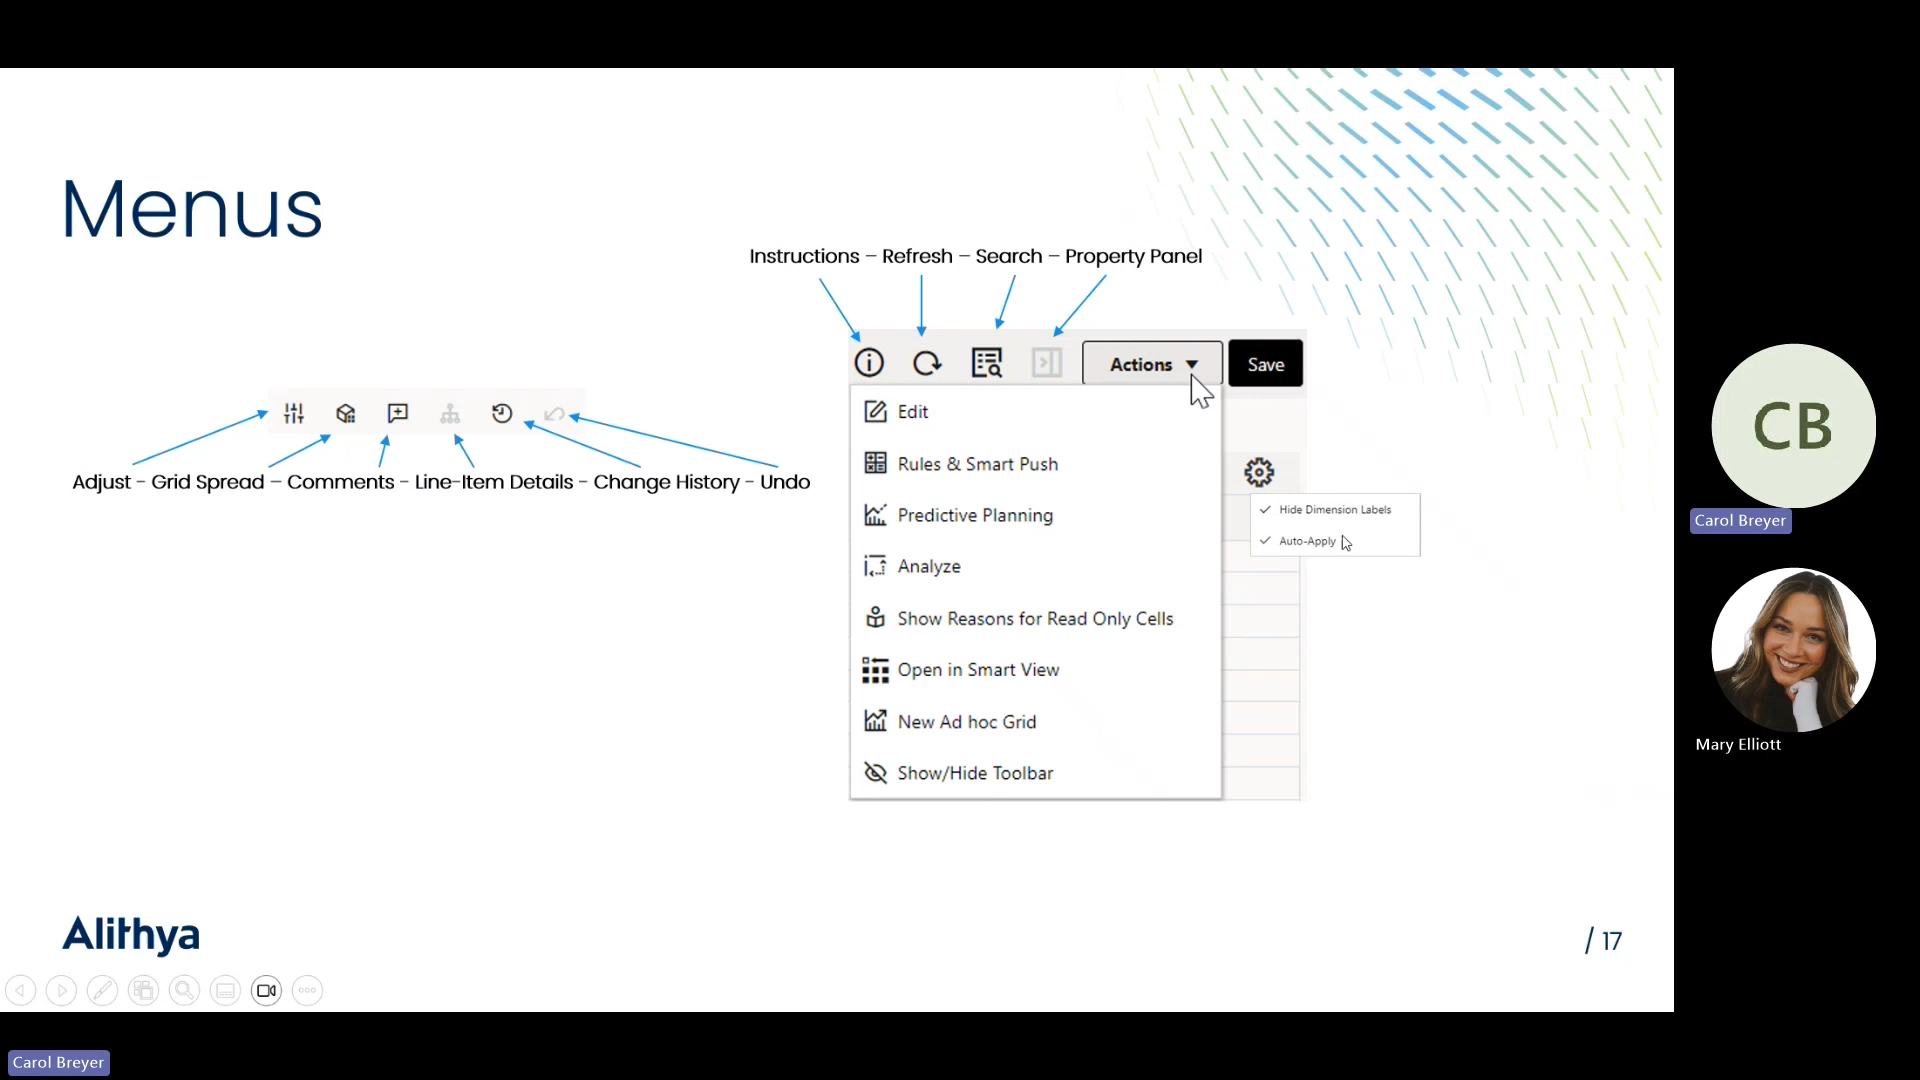 Menus
Instructions – Refresh – Search – Property Panel
Actions
Save
Edit
Rules & Smart Push
Predictive Planning
Analyze
Show Reasons for Read Only Cells
Open in Smart View
New Ad hoc Grid
Show/Hide Toolbar
Hide Dimension Labels
Auto-Apply
Adjust - Grid Spread – Comments - Line-Item Details - Change History - Undo
Alithya
/ 17
CB
Carol Breyer
Mary Elliott
Carol Breyer